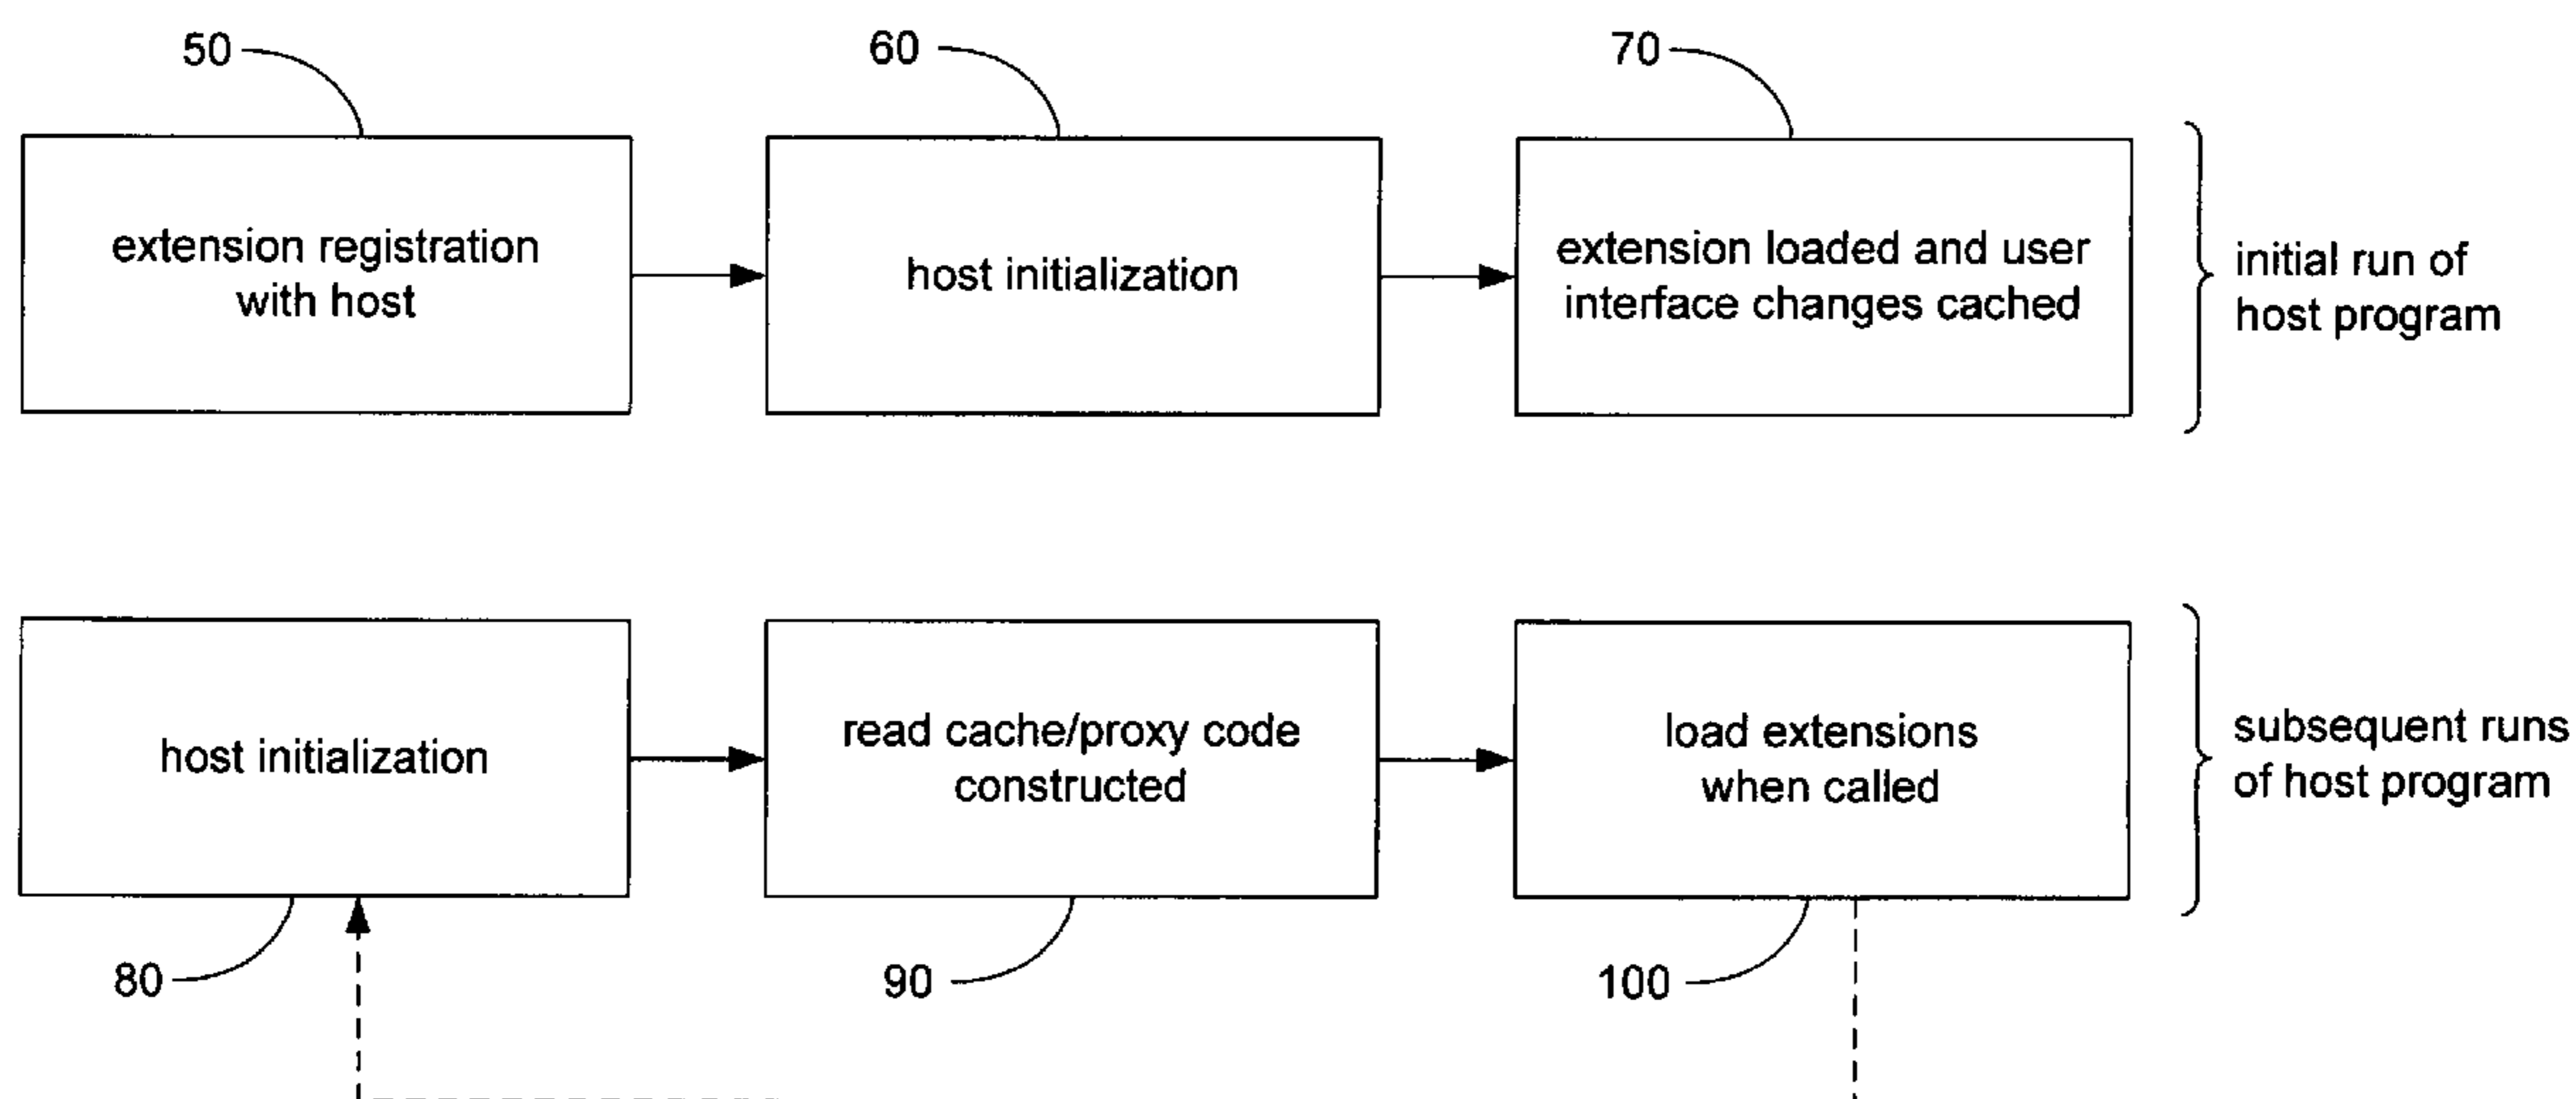 50
60
70
extension registration
with host
host initialization
extension loaded and user
interface changes cached
initial run of
host program
host initialization
read cache/proxy code
constructed
load extensions
when called
subsequent runs
of host program
80
90
100